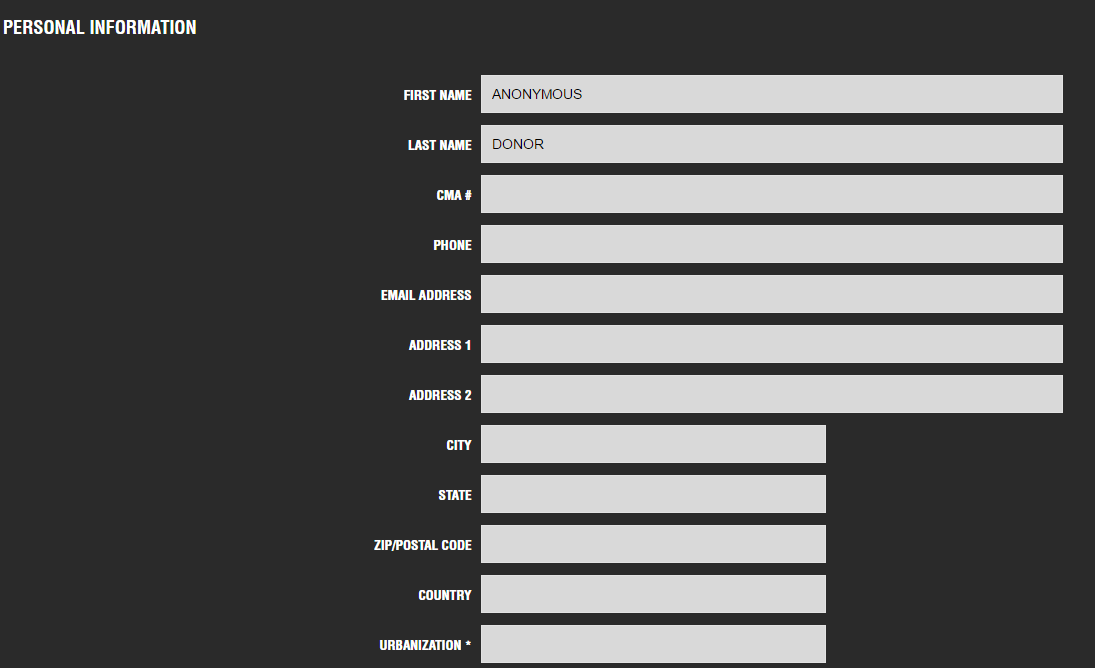 PERSONAL INFORMATION
FIRST NAME ANONYMOUS
LAST NAME DONOR
CMA #
PHONE
EMAIL ADDRESS
ADDRESS 1
ADDRESS 2
CITY
STATE
ZIP/POSTAL CODE
COUNTRY
URBANIZATION *